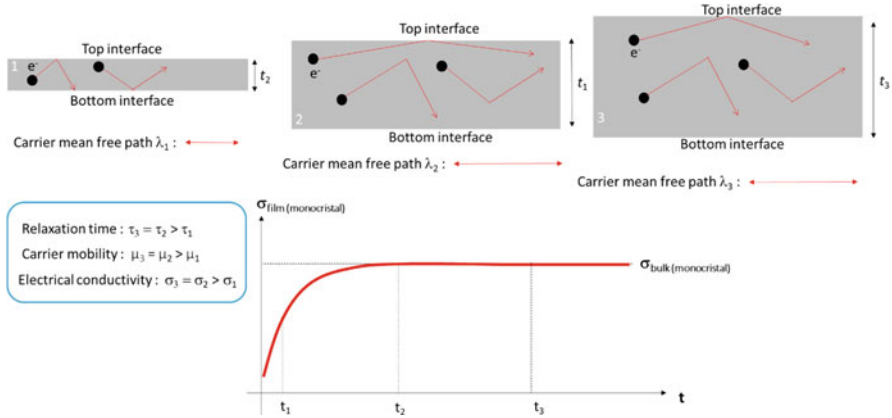 Top interface
1
e-
t2
Bottom interface
Carrier mean free path λ1 :
Top interface
e-
2
t1
Bottom interface
Carrier mean free path λ2 :
Top interface
e-
3
t3
Bottom interface
Carrier mean free path λ3 :
Relaxation time : τ3 = τ2 > τ1
Carrier mobility : μ3 = μ2 > μ1
Electrical conductivity : σ3 = σ2 > σ1
σfilm (monocristal)
σbulk (monocristal)
t
t1
t2
t3